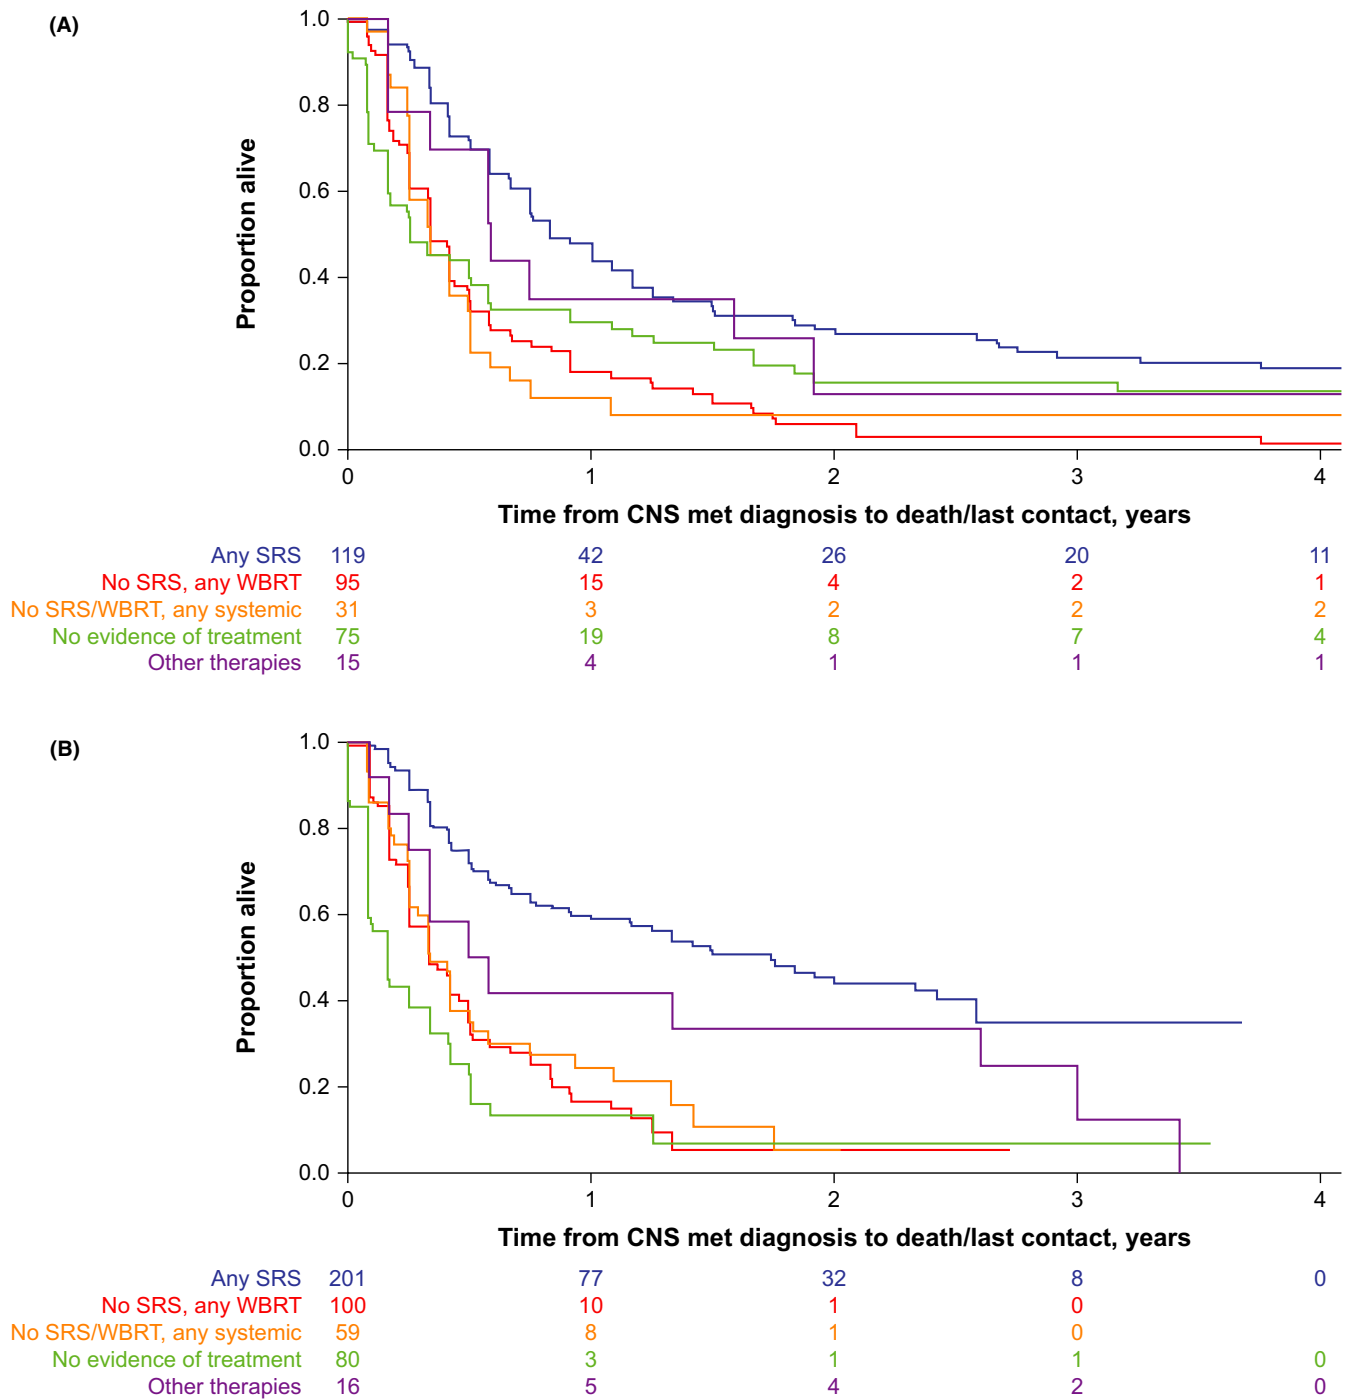 (A)
Proportion alive
1.0
0.8
0.6
0.4
0.2
0.0
0 1 2 3 4
Time from CNS met diagnosis to death/last contact, years
Any SRS 119 42 26 20 11
No SRS, any WBRT 95 15 4 2 1
No SRS/WBRT, any systemic 31 3 2 2 2
No evidence of treatment 75 19 8 7 4
Other therapies 15 4 1 1 1
(B)
Proportion alive
1.0
0.8
0.6
0.4
0.2
0.0
0 1 2 3 4
Time from CNS met diagnosis to death/last contact, years
Any SRS 201 77 32 8 0
No SRS, any WBRT 100 10 1 0
No SRS/WBRT, any systemic 59 8 1 0
No evidence of treatment 80 3 1 1 0
Other therapies 16 5 4 2 0